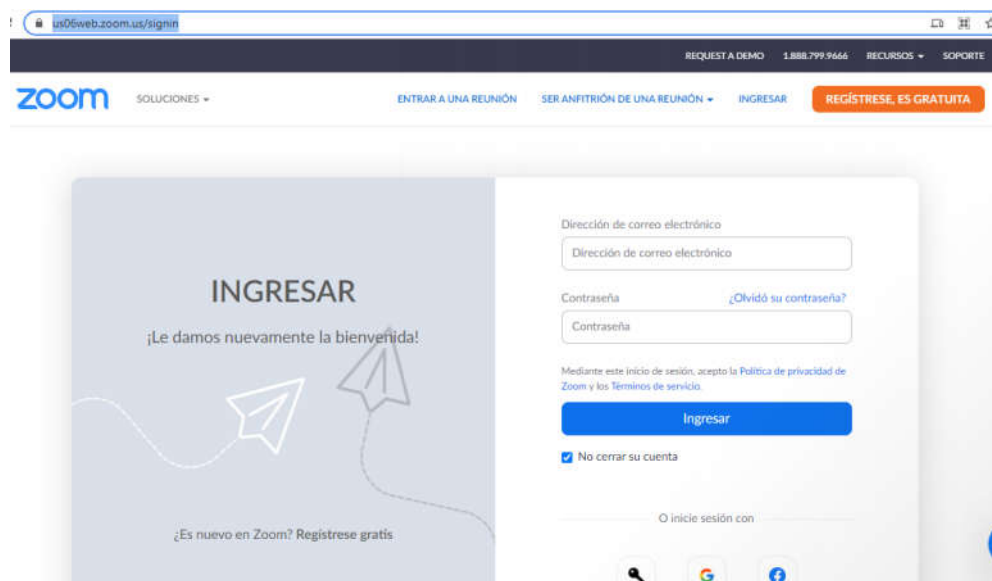 us06web.zoom.us/signin
REQUEST A DEMO 1.888.799.9666 RECURSOS SOPORTE
zoom SOLUCIONES ENTRAR A UNA REUNIÓN SER ANFITRIÓN DE UNA REUNIÓN INGRESAR REGÍSTRESE, ES GRATUITA
INGRESAR
¡Le damos nuevamente la bienvenida!
¿Es nuevo en Zoom? Regístrese gratis
Dirección de correo electrónico
Dirección de correo electrónico
Contraseña ¿Olvidó su contraseña?
Contraseña
Mediante este inicio de sesión, acepto la Política de privacidad de
Zoom y los Términos de servicio.
Ingresar
No cerrar su cuenta
O inicie sesión con